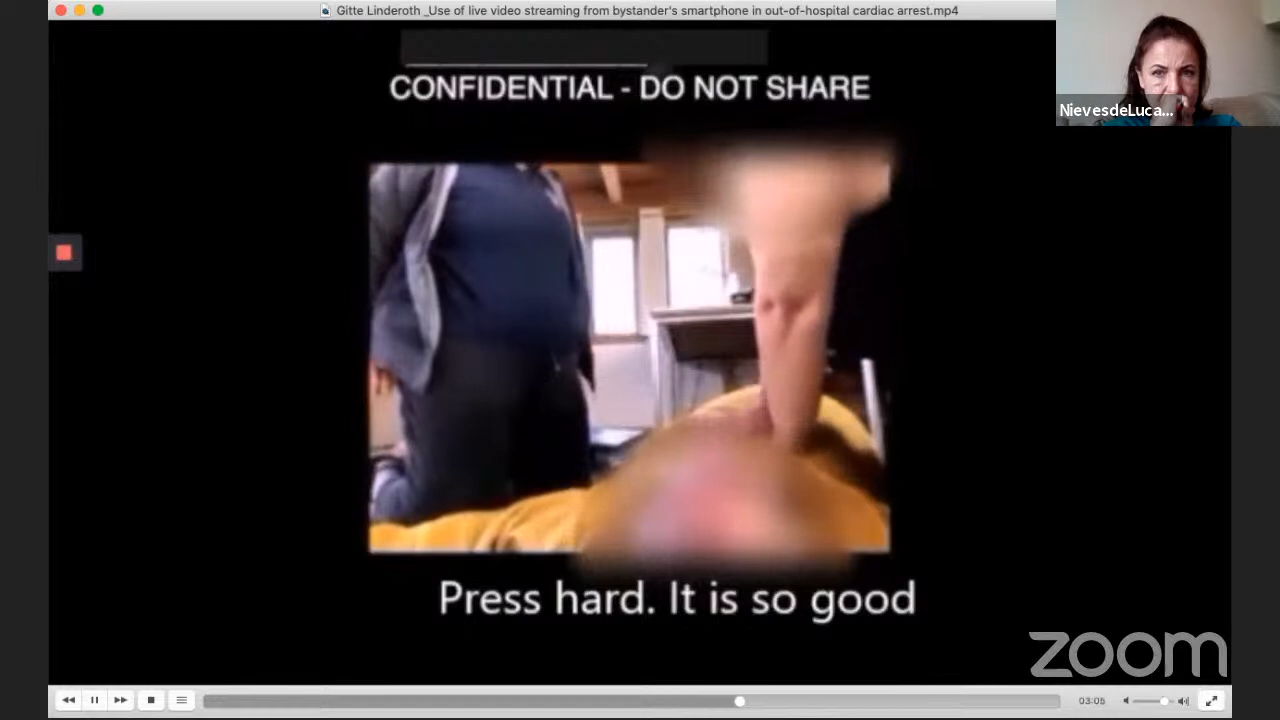 Gitte Linderoth _Use of live video streaming from bystander's smartphone in out-of-hospital cardiac arrest.mp4
CONFIDENTIAL - DO NOT SHARE
NievesdeLuca...
Press hard. It is so good
zoom
03:05